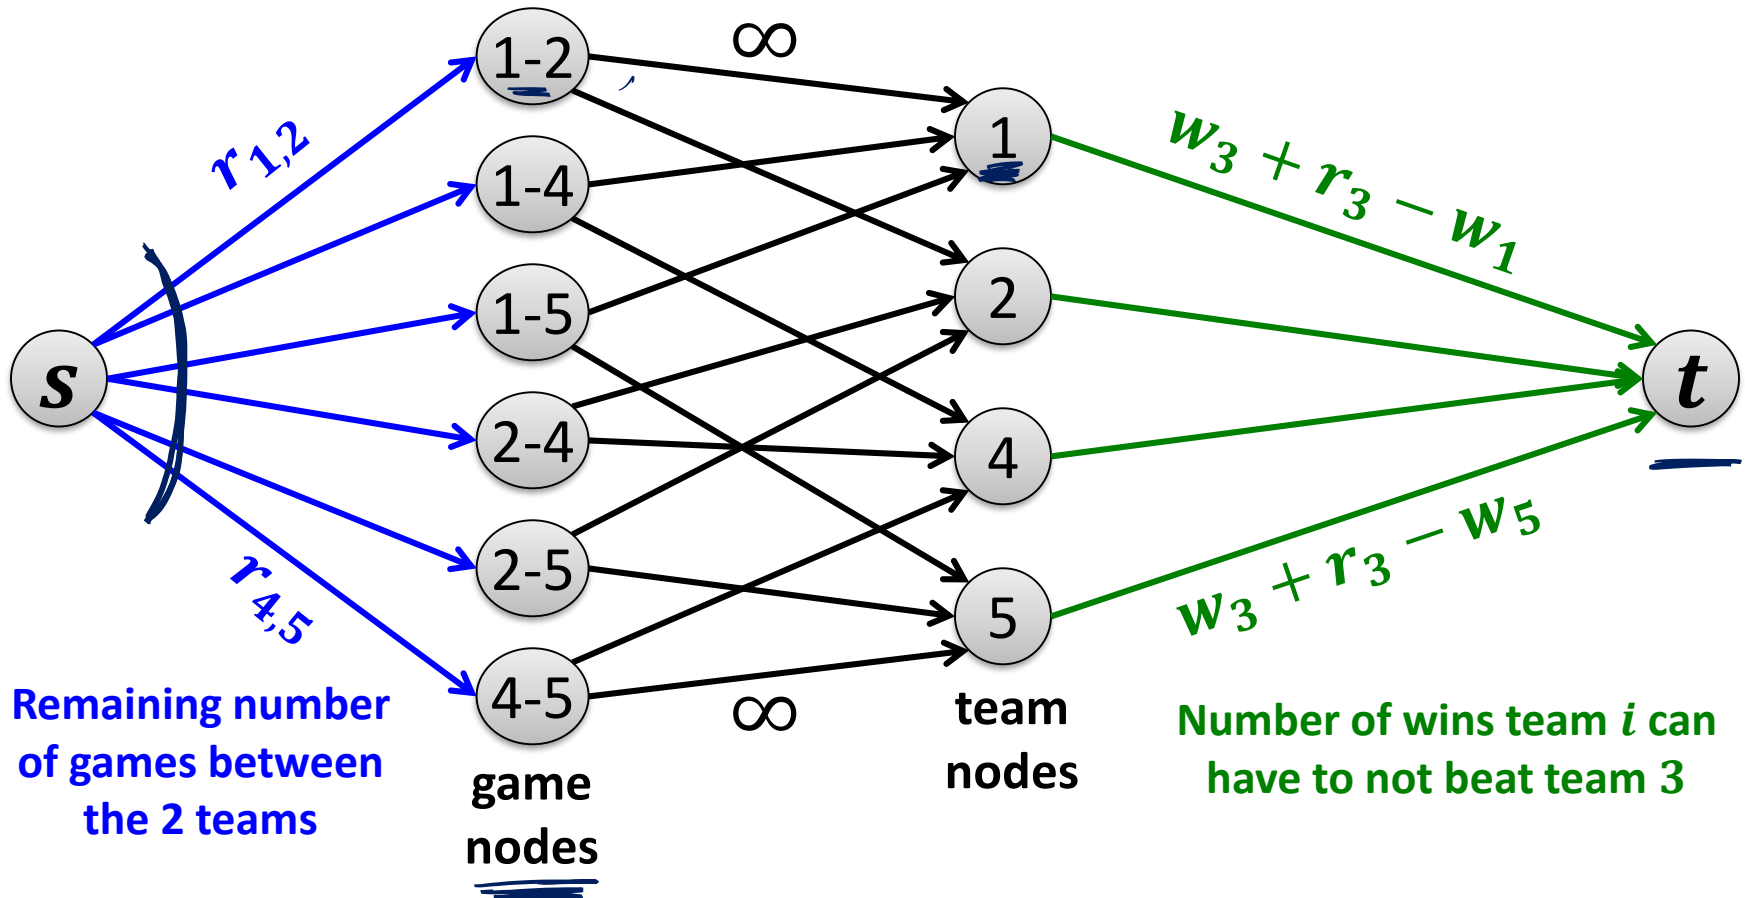 1-2
∞
1-4
1
r1,2
w3 + r3 − w1
1-5
2
s
t
2-4
4
2-5
5
r4,5
w3 + r3 − w5
4-5
∞
Remaining number
of games between
the 2 teams
game
nodes
team
nodes
Number of wins team i can
have to not beat team 3